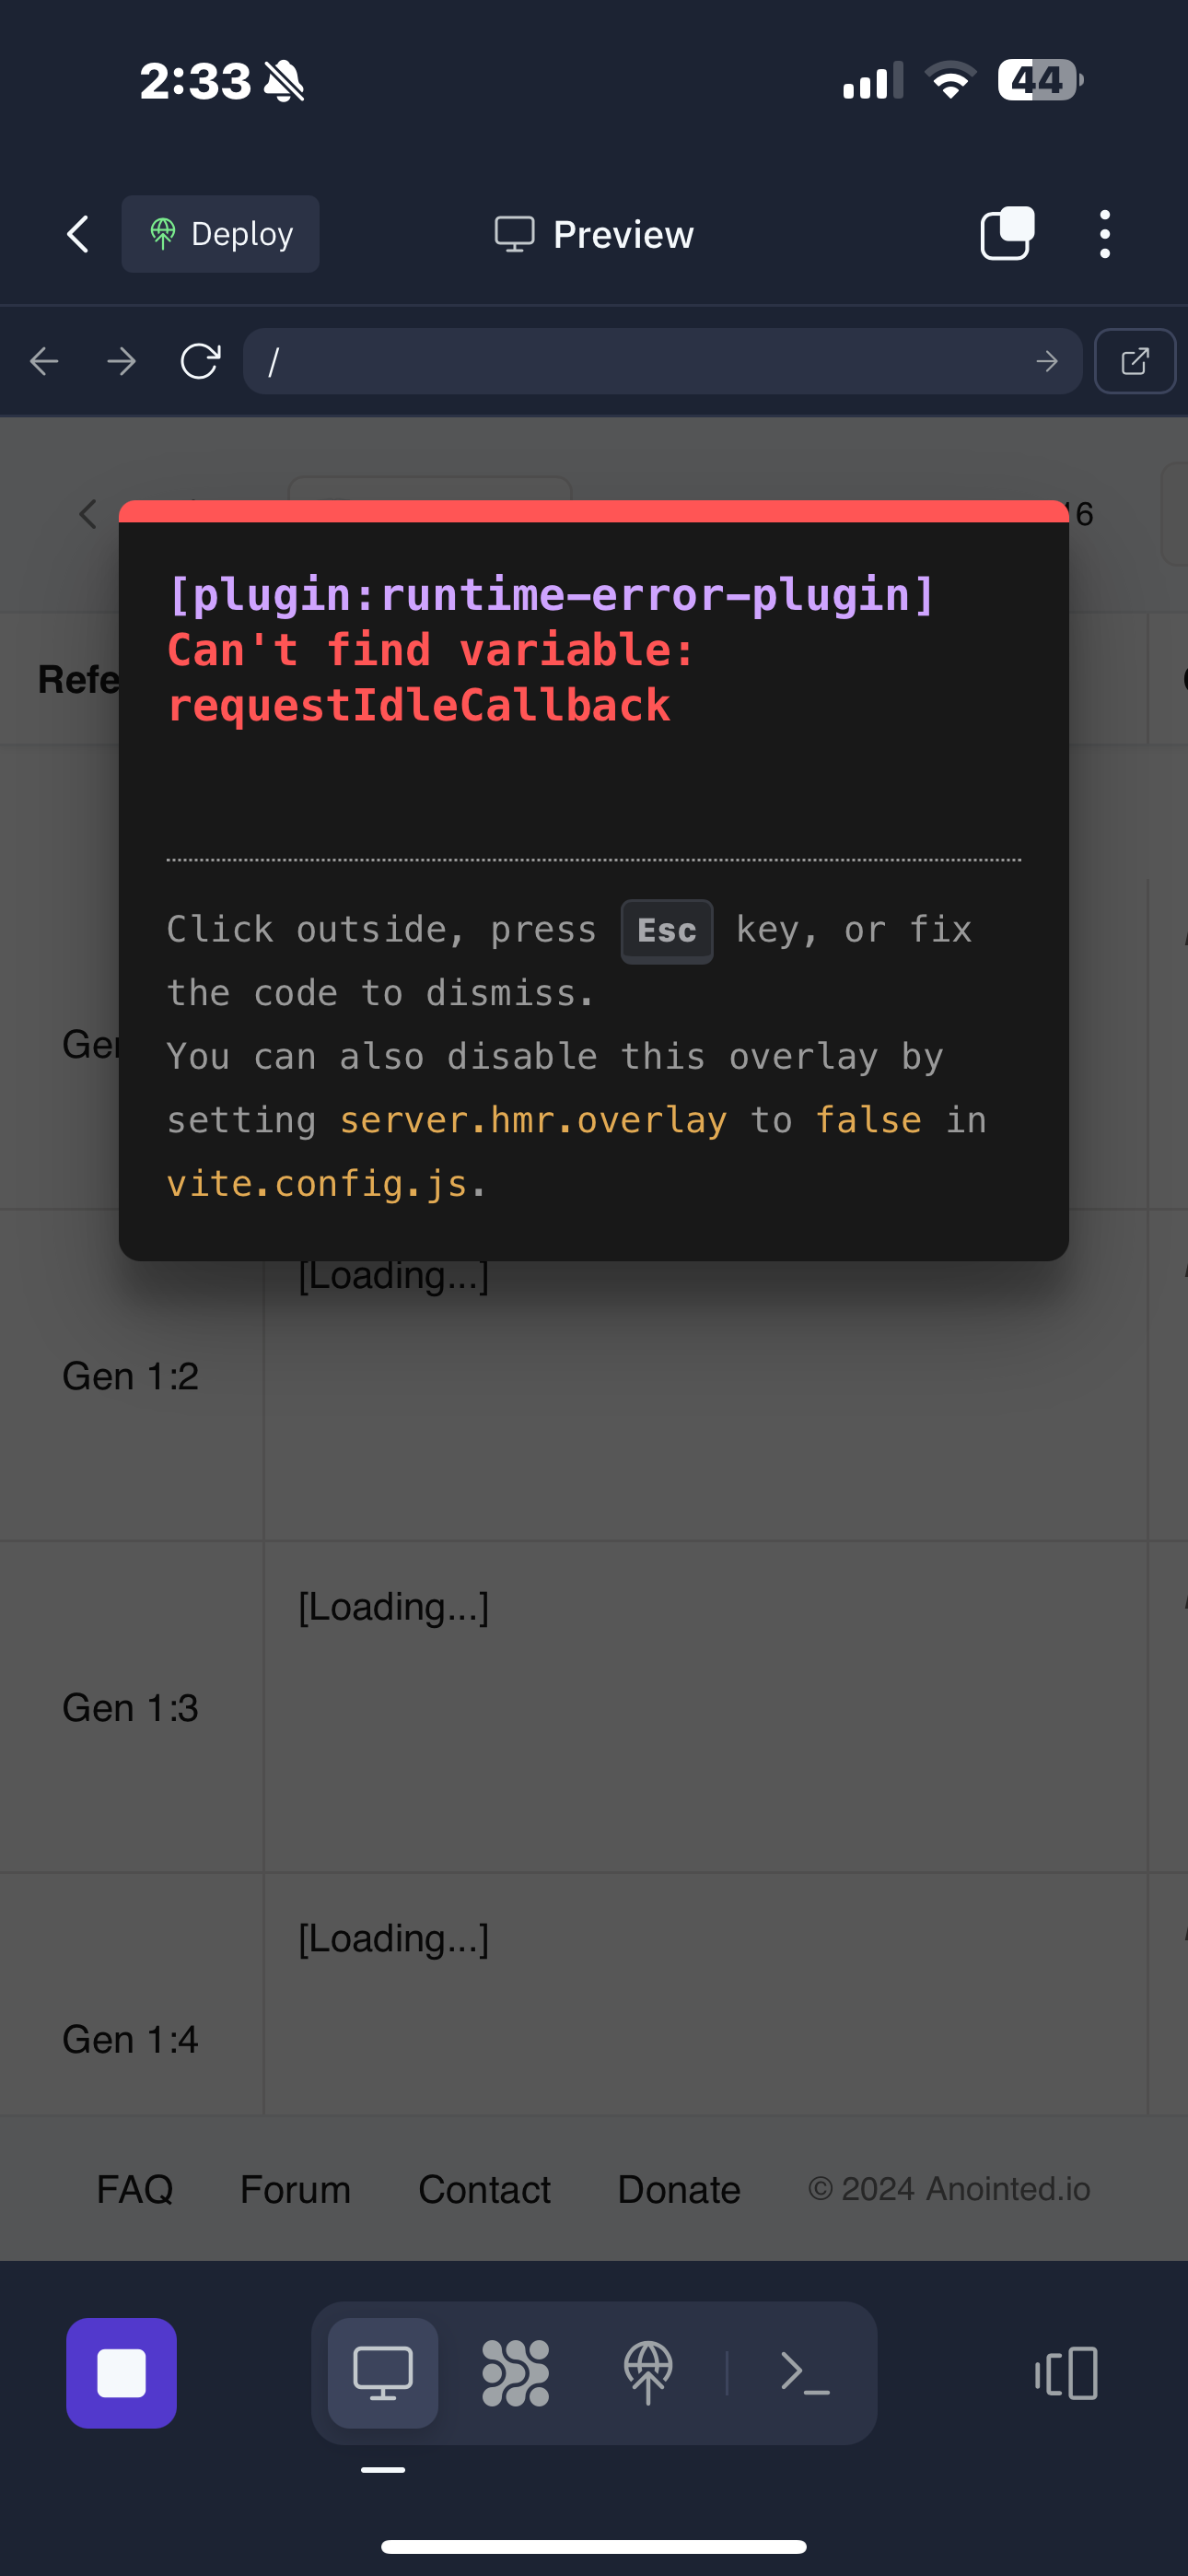 2:33
44
Deploy
Preview
/
16
[plugin:runtime-error-plugin]
Can't find variable:
requestIdleCallback
Refe
Click outside, press Esc key, or fix
the code to dismiss.
You can also disable this overlay by
setting server.hmr.overlay to false in
vite.config.js.
[Loading...]
Gen 1:2
[Loading...]
Gen 1:3
[Loading...]
Gen 1:4
FAQ
Forum
Contact
Donate
© 2024 Anointed.io